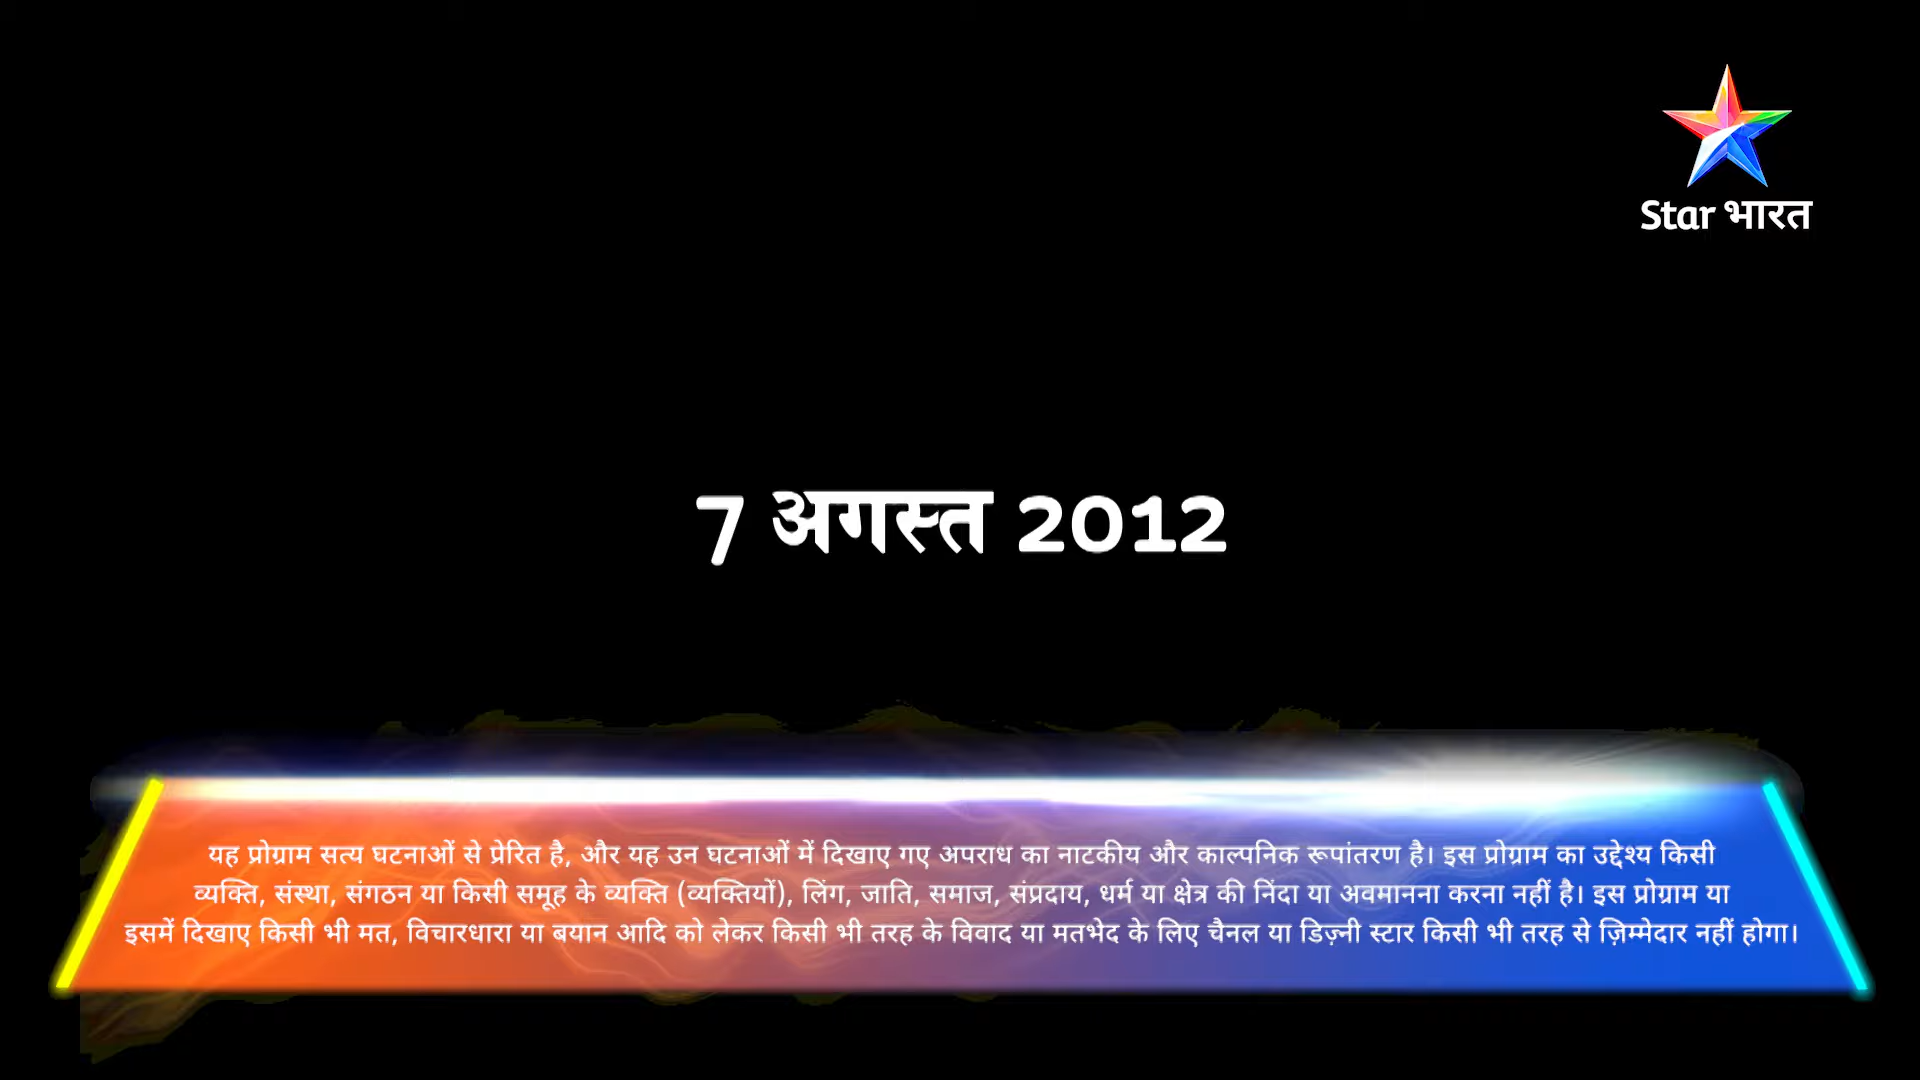 Star भारत
7 अगस्त 2012
यह प्रोग्राम सत्य घटनाओं से प्रेरित है, और यह उन घटनाओं में दिखाए गए अपराध का नाटकीय और काल्पनिक रूपांतरण है। इस प्रोग्राम का उद्देश्य किसी
व्यक्ति, संस्था, संगठन या किसी समूह के व्यक्ति (व्यक्तियों), लिंग, जाति, समाज, संप्रदाय, धर्म या क्षेत्र की निंदा या अवमानना करना नहीं है। इस प्रोग्राम या
इसमें दिखाए किसी भी मत, विचारधारा या बयान आदि को लेकर किसी भी तरह के विवाद या मतभेद के लिए चैनल या डिज़्नी स्टार किसी भी तरह से ज़िम्मेदार नहीं होगा।